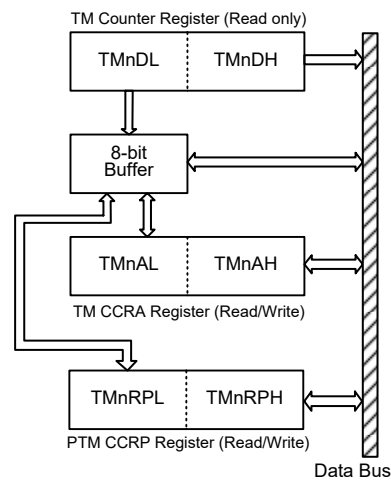 TM Counter Register (Read only)
TMnDL TMnDH
8-bit
Buffer
TMnAL TMnAH
TM CCRA Register (Read/Write)
TMnRPL TMnRPH
PTM CCRP Register (Read/Write)
Data Bus